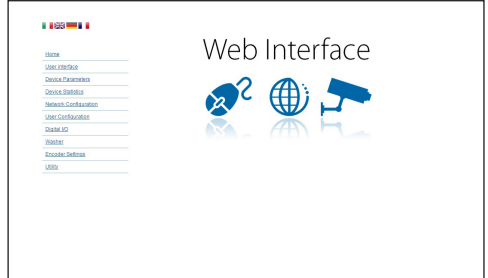 Web Interface
Home
User Interface
Device Parameters
Device Statistics
Network Configuration
User Configuration
Digital I/O
Washer
Encoder Settings
Utility